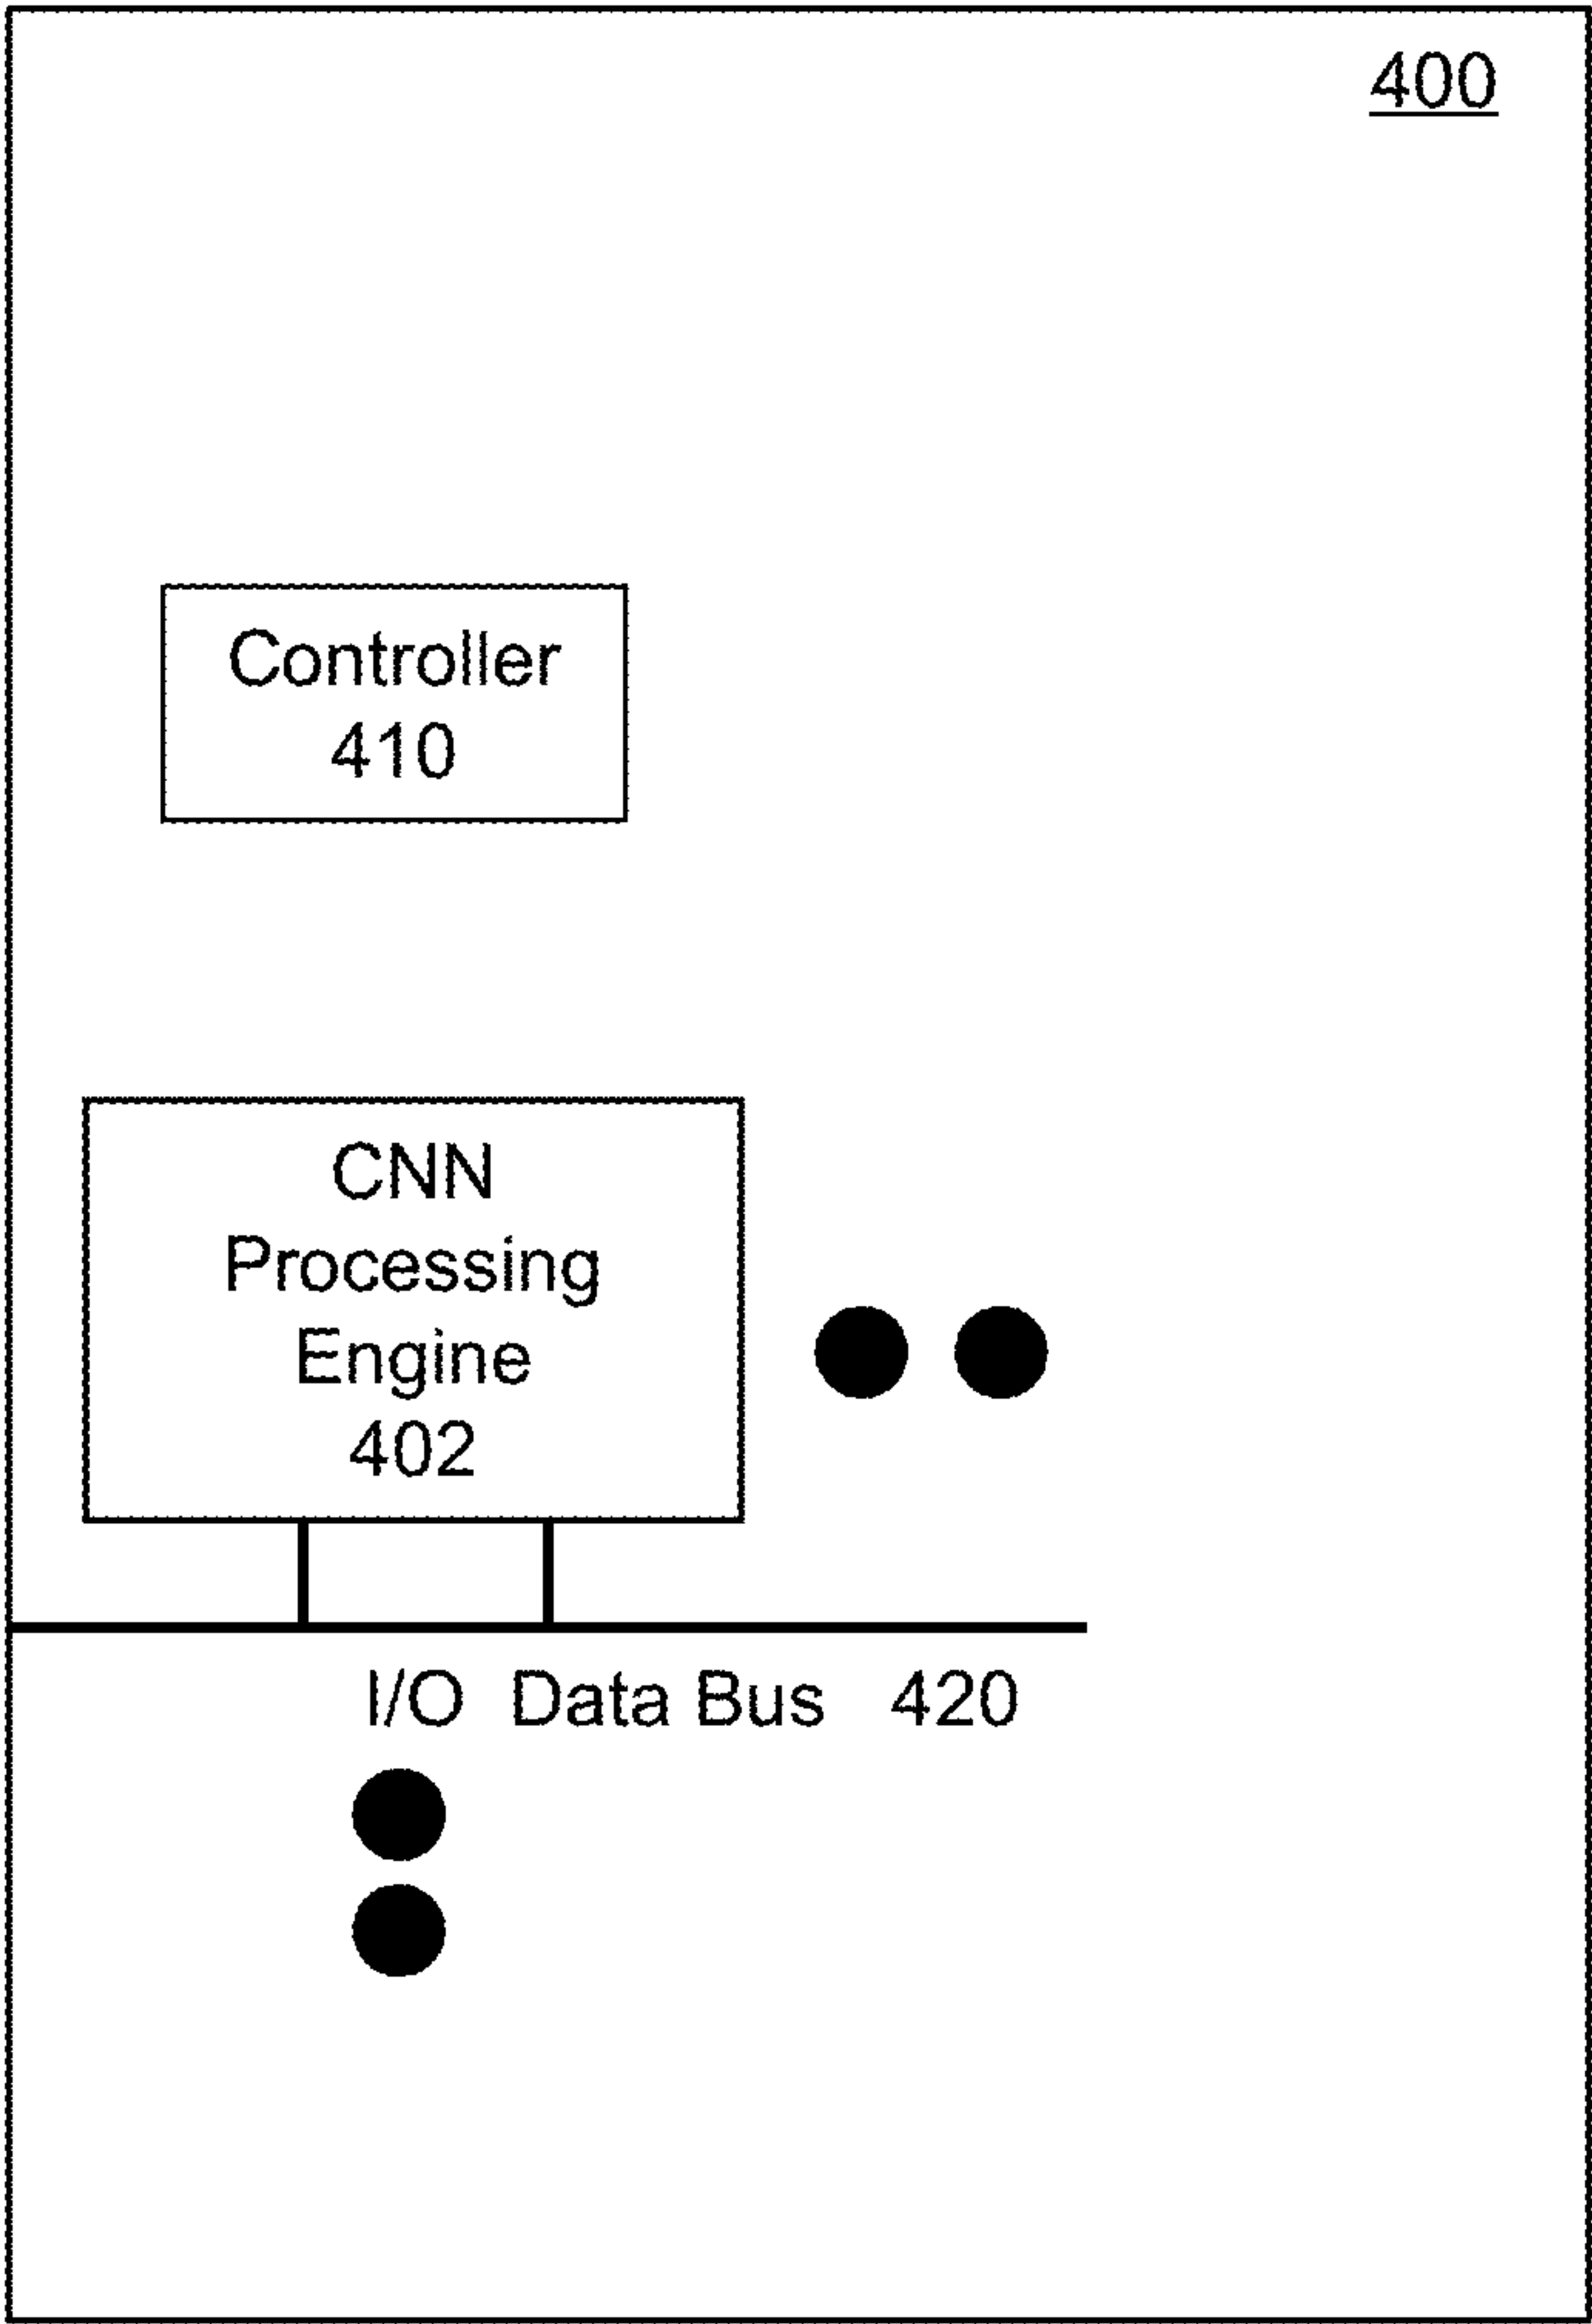 400
Controller
410
CNN
Processing
Engine
402
I/O Data Bus 420